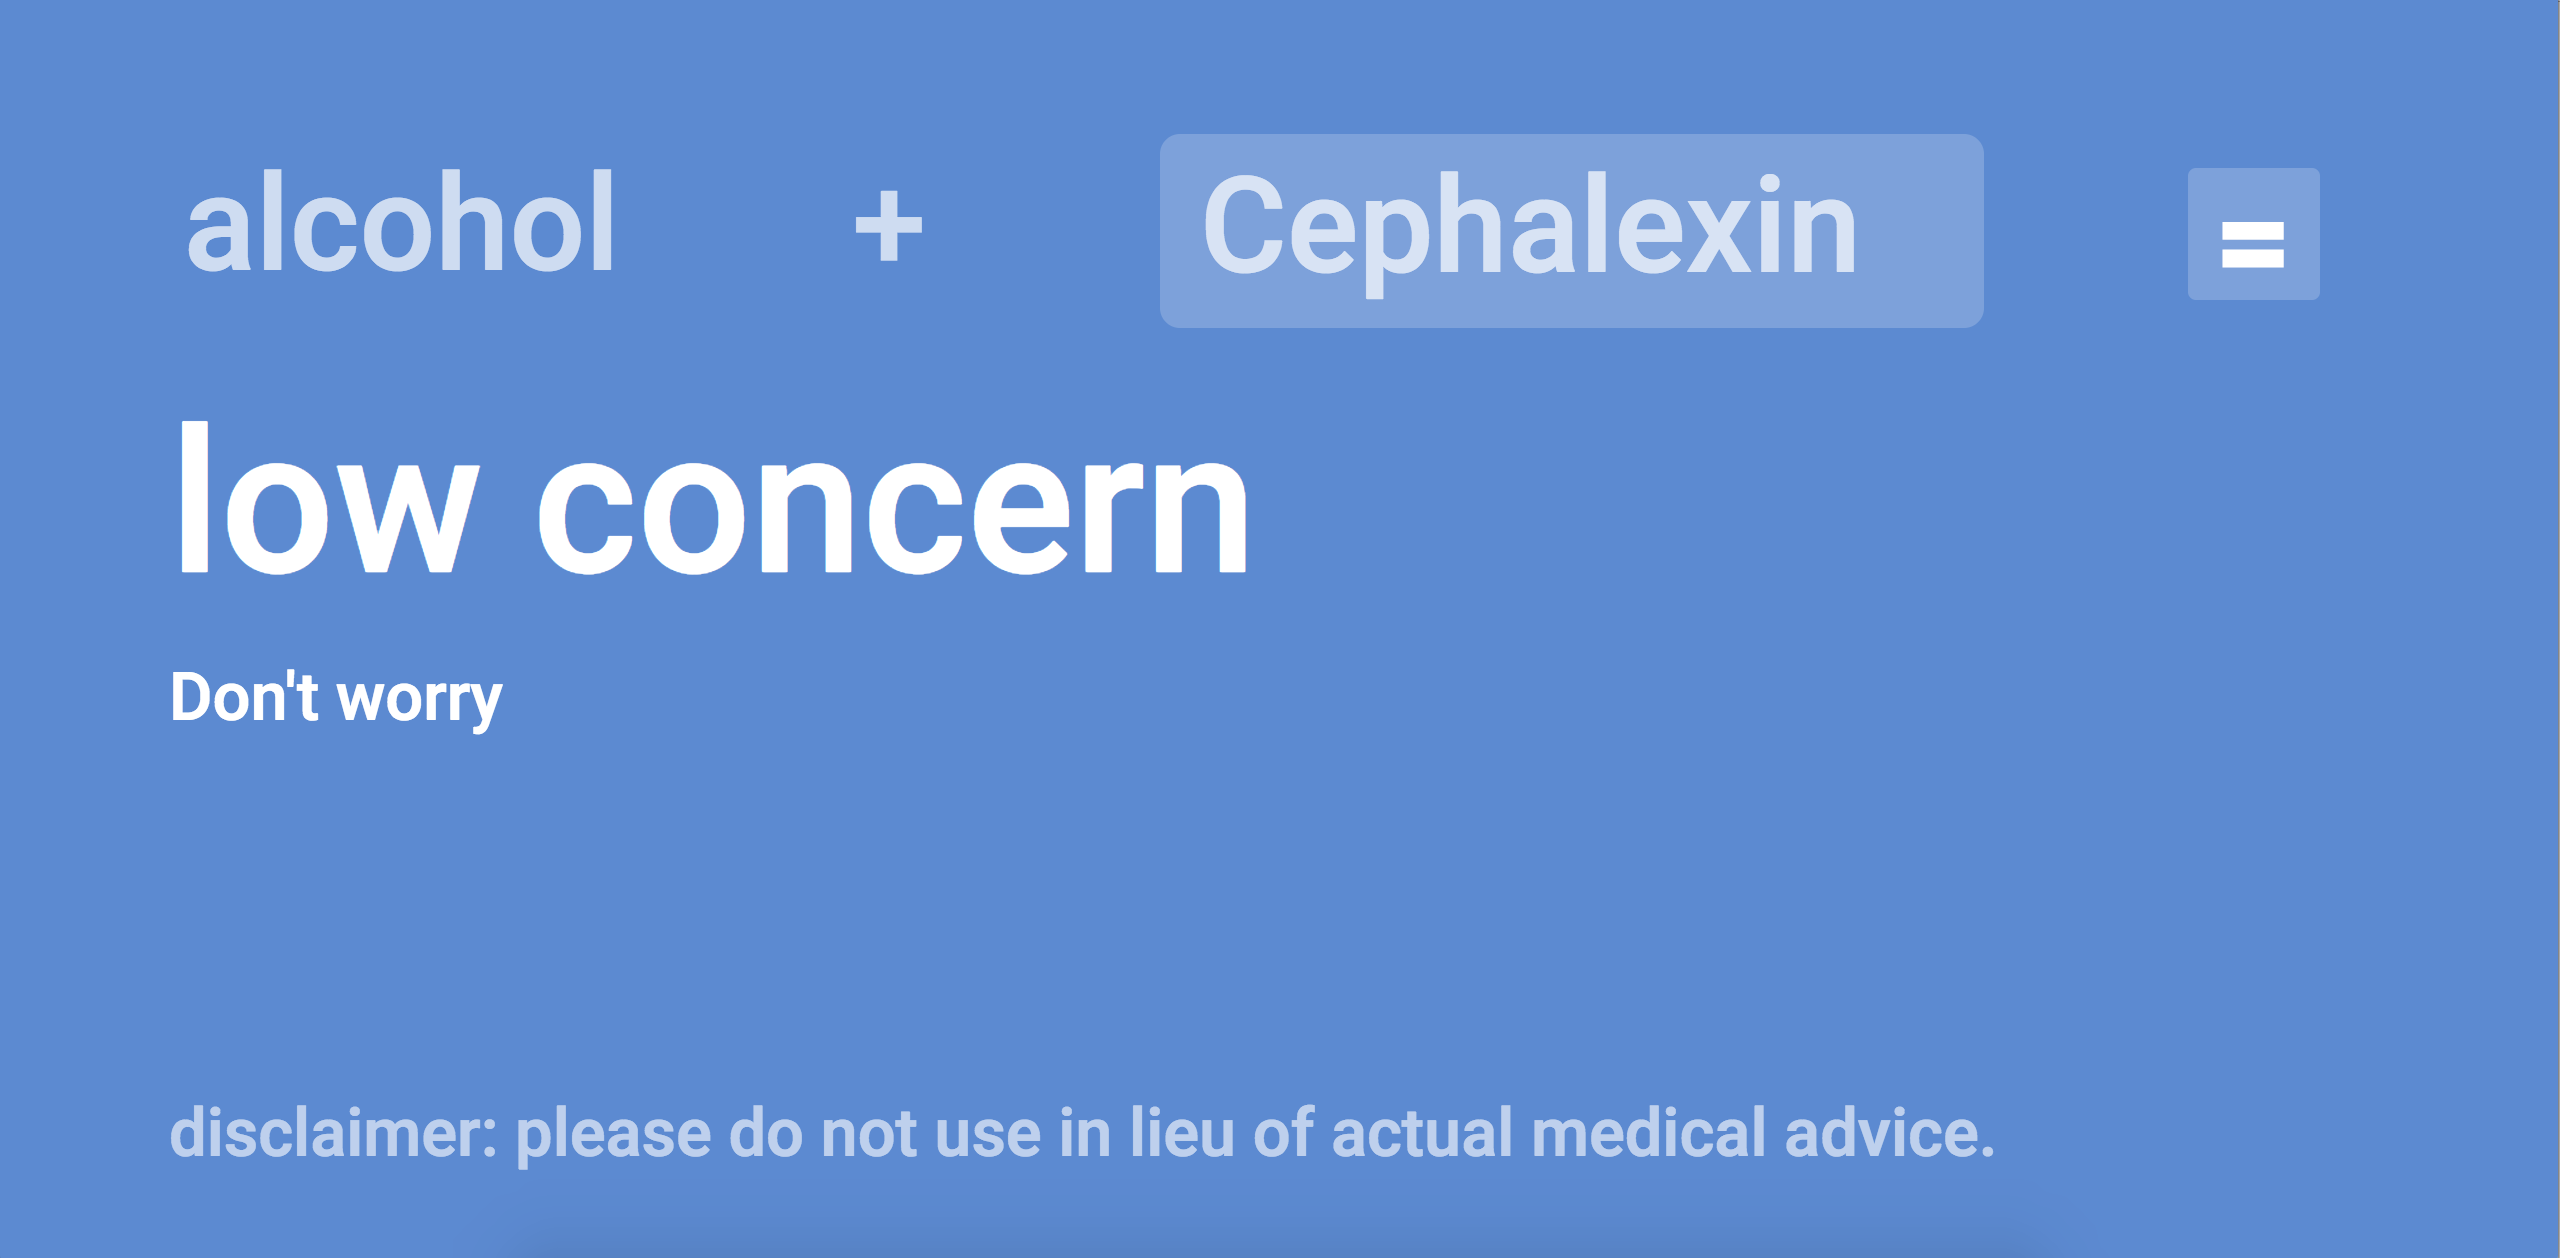 alcohol + Cephalexin =
low concern
Don't worry
disclaimer: please do not use in lieu of actual medical advice.